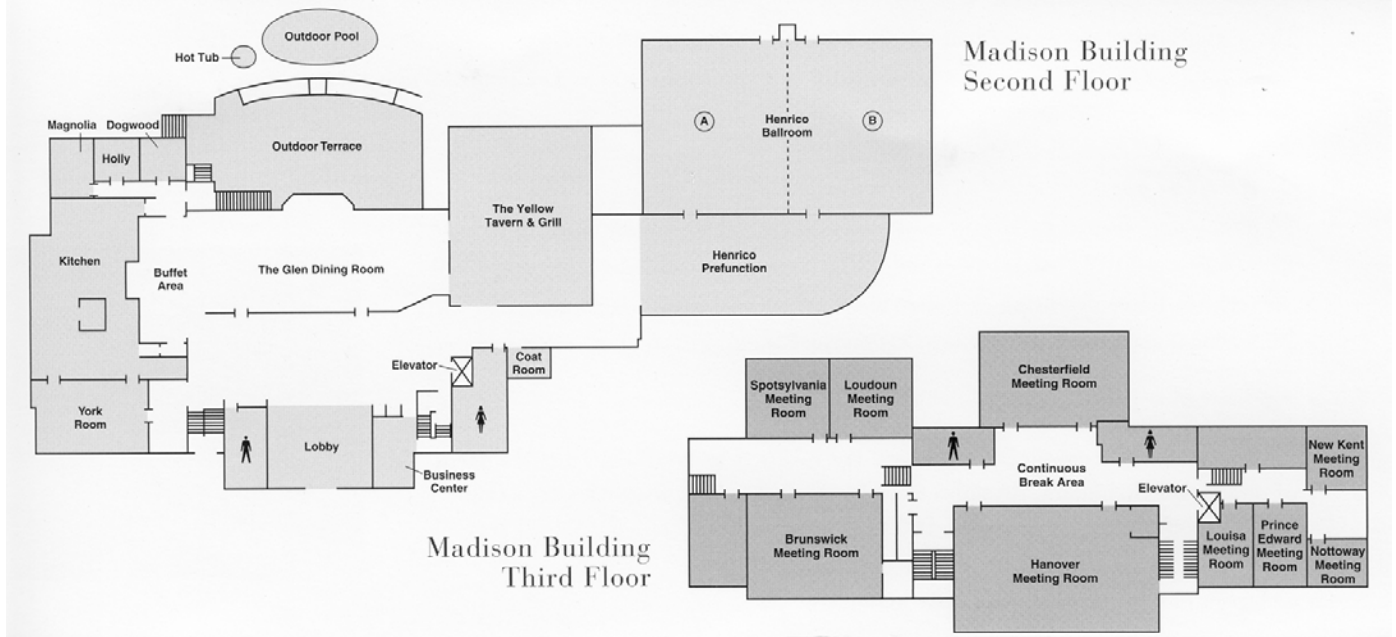 Outdoor Pool
Hot Tub
Madison Building
Second Floor
Magnolia
Dogwood
Holly
Outdoor Terrace
A
Henrico
Ballroom
B
The Yellow
Tavern & Grill
Kitchen
Buffet
Area
The Glen Dining Room
Henrico
Prefunction
Elevator
Coat
Room
York
Room
Lobby
Business
Center
Madison Building
Third Floor
Spotsylvania
Meeting
Room
Loudoun
Meeting
Room
Chesterfield
Meeting Room
New Kent
Meeting
Room
Continuous
Break Area
Elevator
Brunswick
Meeting Room
Hanover
Meeting Room
Louisa
Meeting
Room
Prince
Edward
Meeting
Room
Nottoway
Meeting
Room